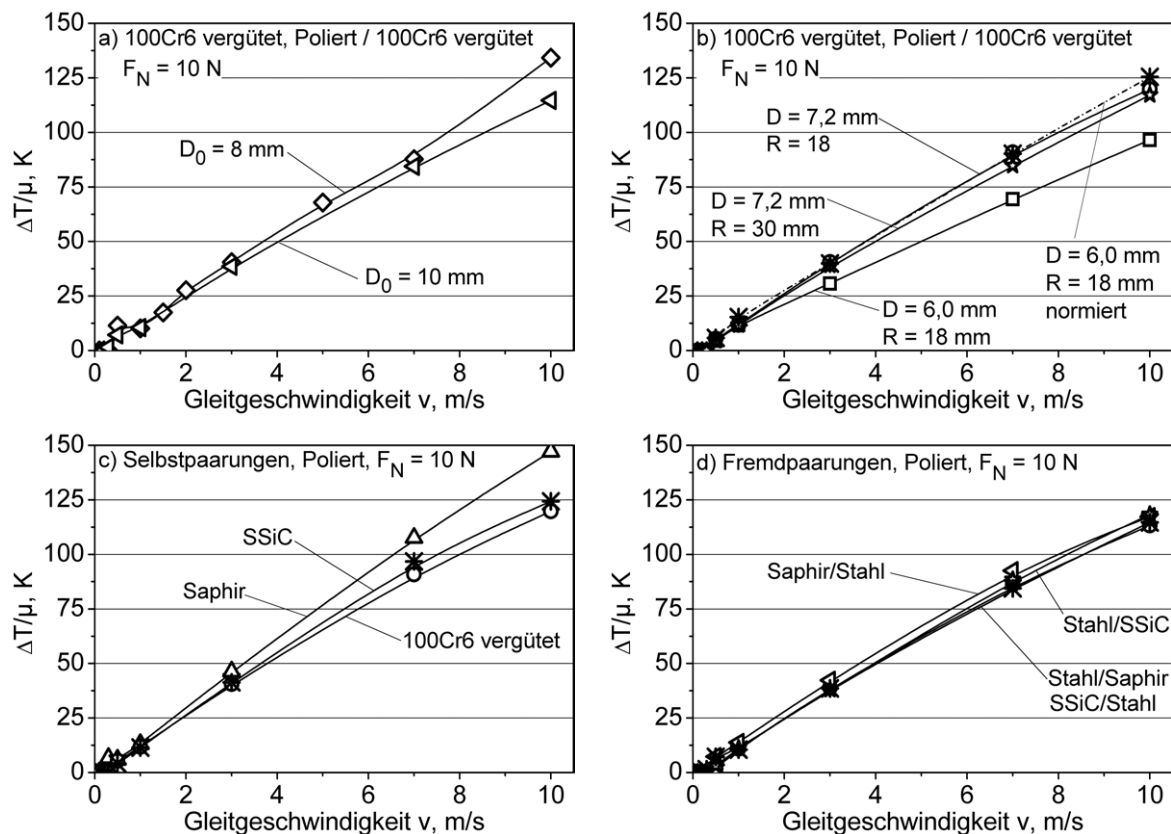 a) 100Cr6 vergütet, Poliert / 100Cr6 vergütet
F_N = 10 N
D_0 = 8 mm
D_0 = 10 mm
ΔT/μ, K
150
125
100
75
50
25
0
0 2 4 6 8 10
Gleitgeschwindigkeit v, m/s
b) 100Cr6 vergütet, Poliert / 100Cr6 vergütet
F_N = 10 N
D = 7,2 mm
R = 18
D = 7,2 mm
R = 30 mm
D = 6,0 mm
R = 18 mm
D = 6,0 mm
R = 18 mm
normiert
ΔT/μ, K
150
125
100
75
50
25
0
0 2 4 6 8 10
Gleitgeschwindigkeit v, m/s
c) Selbstpaarungen, Poliert, F_N = 10 N
SSiC
Saphir
100Cr6 vergütet
ΔT/μ, K
150
125
100
75
50
25
0
0 2 4 6 8 10
Gleitgeschwindigkeit v, m/s
d) Fremdpaarungen, Poliert, F_N = 10 N
Saphir/Stahl
Stahl/SSiC
Stahl/Saphir
SSiC/Stahl
ΔT/μ, K
150
125
100
75
50
25
0
0 2 4 6 8 10
Gleitgeschwindigkeit v, m/s